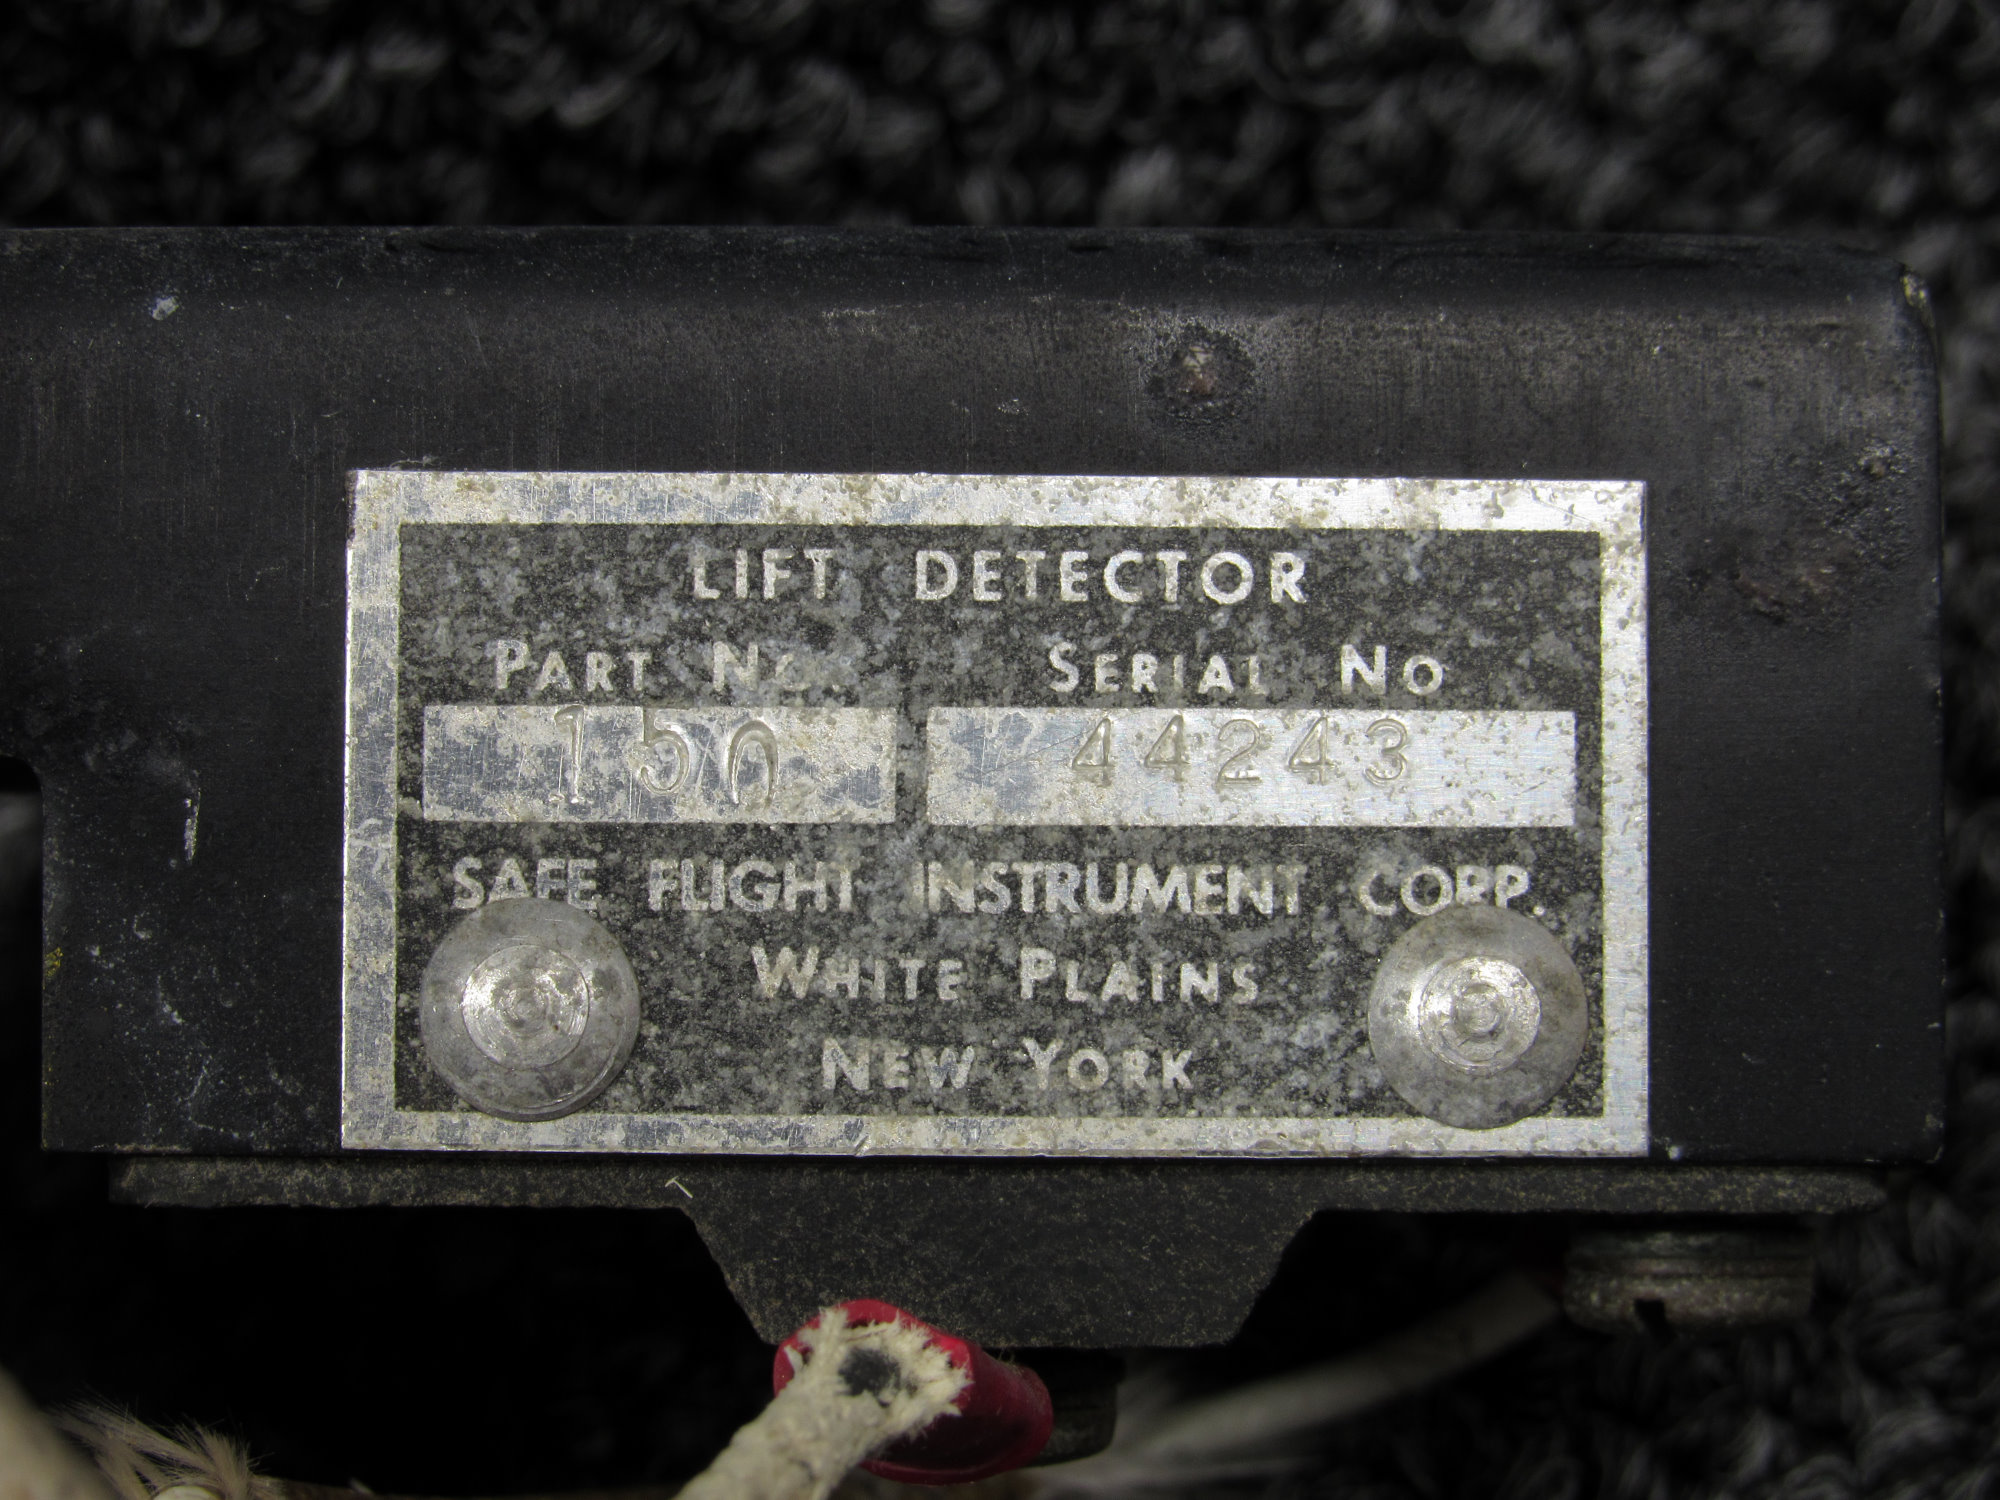 LIFT DETECTOR
PART NO. SERIAL NO
150 44243
SAFE FLIGHT INSTRUMENT CORP.
WHITE PLAINS
NEW YORK